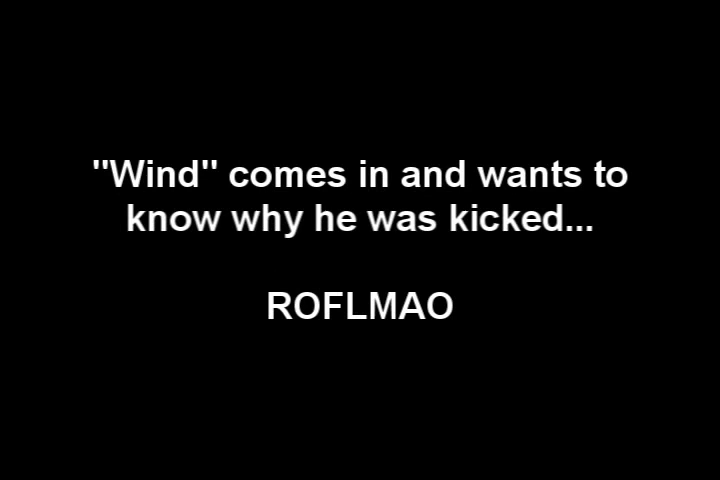 "Wind" comes in and wants to
know why he was kicked...
ROFLMAO